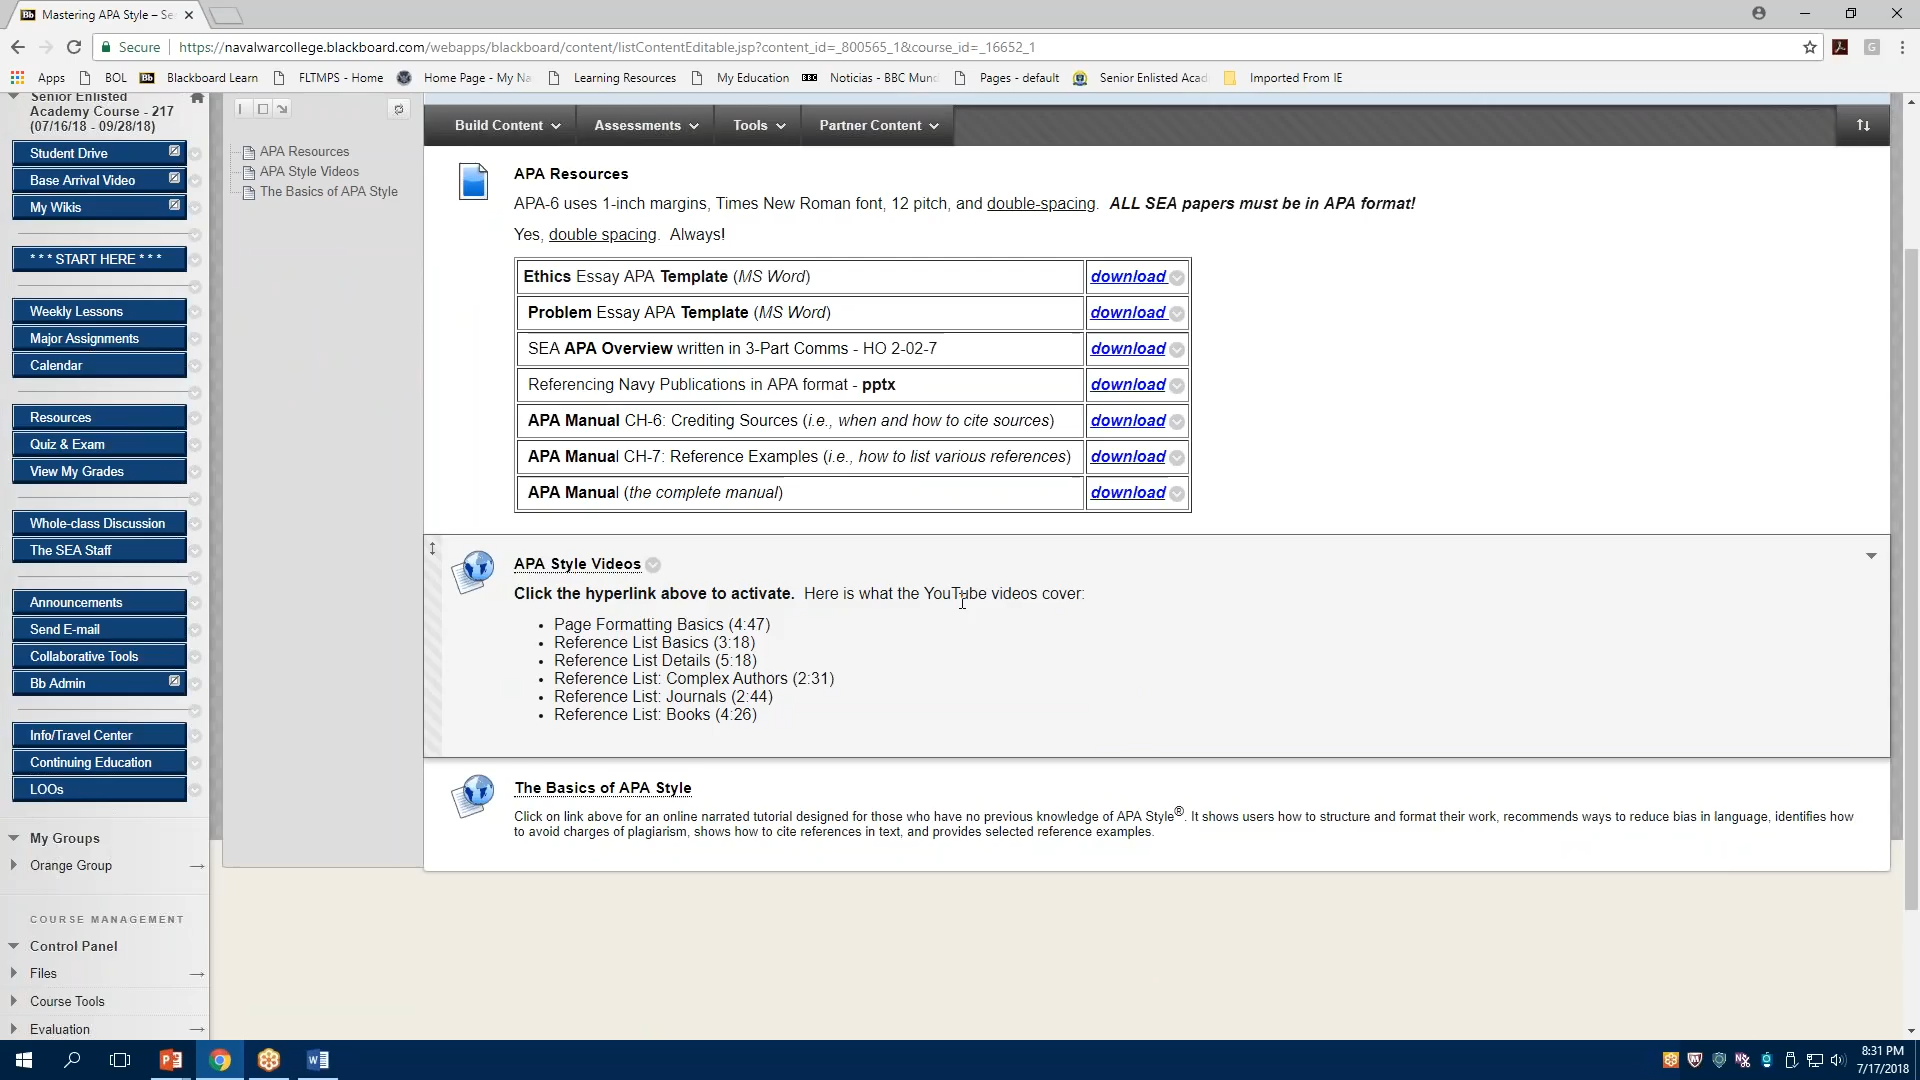 Mastering APA Style – Se
Secure
https://navalwarcollege.blackboard.com/webapps/blackboard/content/listContentEditable.jsp?content_id=_800565_1&course_id=_16652_1
Apps BOL Bb Blackboard Learn FLTMPS - Home Home Page - My Na Learning Resources My Education BBC Noticias - BBC Mund Pages - default Senior Enlisted Acad Imported From IE
Senior Enlisted
Academy Course - 217
(07/16/18 - 09/28/18)
Student Drive
Base Arrival Video
My Wikis
* * * START HERE * * *
Weekly Lessons
Major Assignments
Calendar
Resources
Quiz & Exam
View My Grades
Whole-class Discussion
The SEA Staff
Announcements
Send E-mail
Collaborative Tools
Bb Admin
Info/Travel Center
Continuing Education
LOOs
My Groups
Orange Group
COURSE MANAGEMENT
Control Panel
Files
Course Tools
Evaluation
APA Resources
APA Style Videos
The Basics of APA Style
Build Content Assessments Tools Partner Content
APA Resources
APA-6 uses 1-inch margins, Times New Roman font, 12 pitch, and double-spacing. ALL SEA papers must be in APA format!
Yes, double spacing. Always!
Ethics Essay APA Template (MS Word) download
Problem Essay APA Template (MS Word) download
SEA APA Overview written in 3-Part Comms - HO 2-02-7 download
Referencing Navy Publications in APA format - pptx download
APA Manual CH-6: Crediting Sources (i.e., when and how to cite sources) download
APA Manual CH-7: Reference Examples (i.e., how to list various references) download
APA Manual (the complete manual) download
APA Style Videos
Click the hyperlink above to activate. Here is what the YouTube videos cover:
• Page Formatting Basics (4:47)
• Reference List Basics (3:18)
• Reference List Details (5:18)
• Reference List: Complex Authors (2:31)
• Reference List: Journals (2:44)
• Reference List: Books (4:26)
The Basics of APA Style
Click on link above for an online narrated tutorial designed for those who have no previous knowledge of APA Style®. It shows users how to structure and format their work, recommends ways to reduce bias in language, identifies how
to avoid charges of plagiarism, shows how to cite references in text, and provides selected reference examples.
8:31 PM
7/17/2018